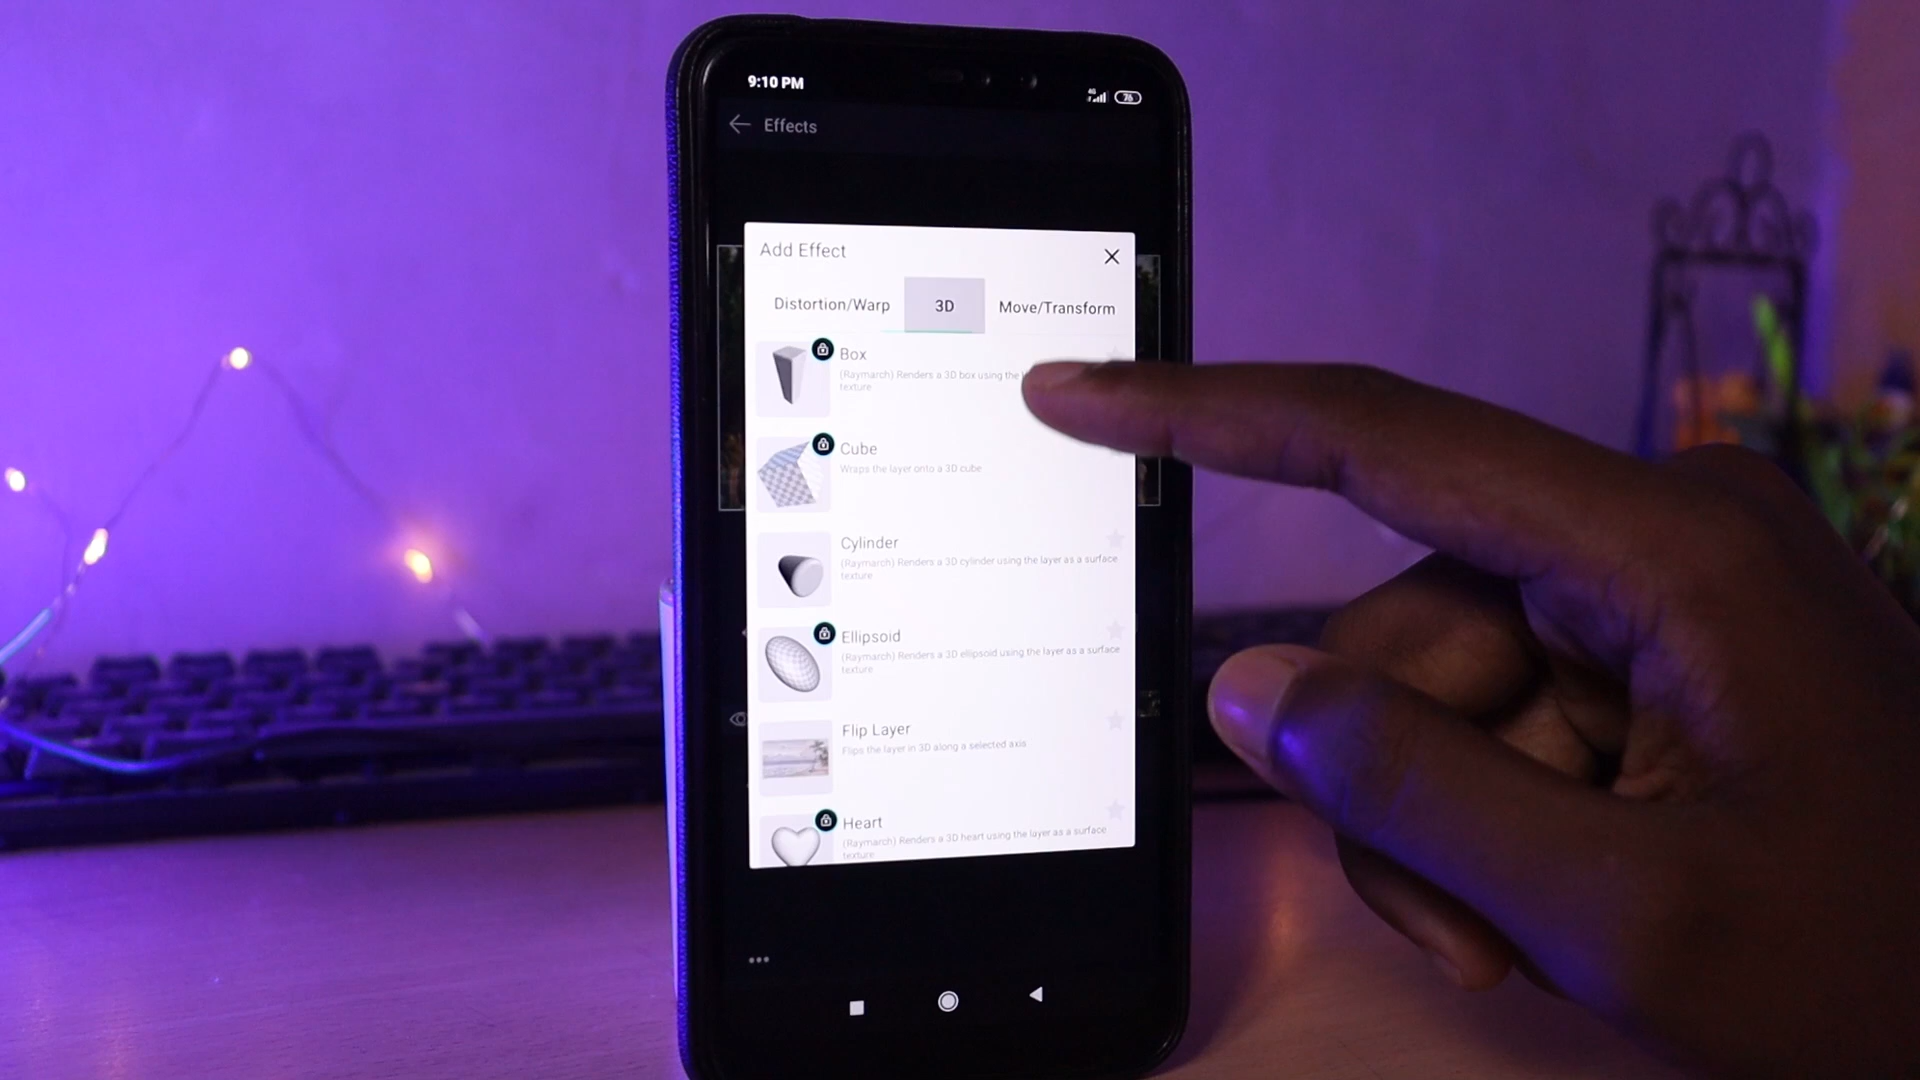 9:10 PM
4G
76
Effects
Add Effect
Distortion/Warp
3D
Move/Transform
Box
(Raymarch) Renders a 3D box using the
texture
Cube
Wraps the layer onto a 3D cube
Cylinder
(Raymarch) Renders a 3D cylinder using the layer as a surface
texture
Ellipsoid
(Raymarch) Renders a 3D ellipsoid using the layer as a surface
texture
Flip Layer
Flips the layer in 3D along a selected axis
Heart
(Raymarch) Renders a 3D heart using the layer as a surface
texture